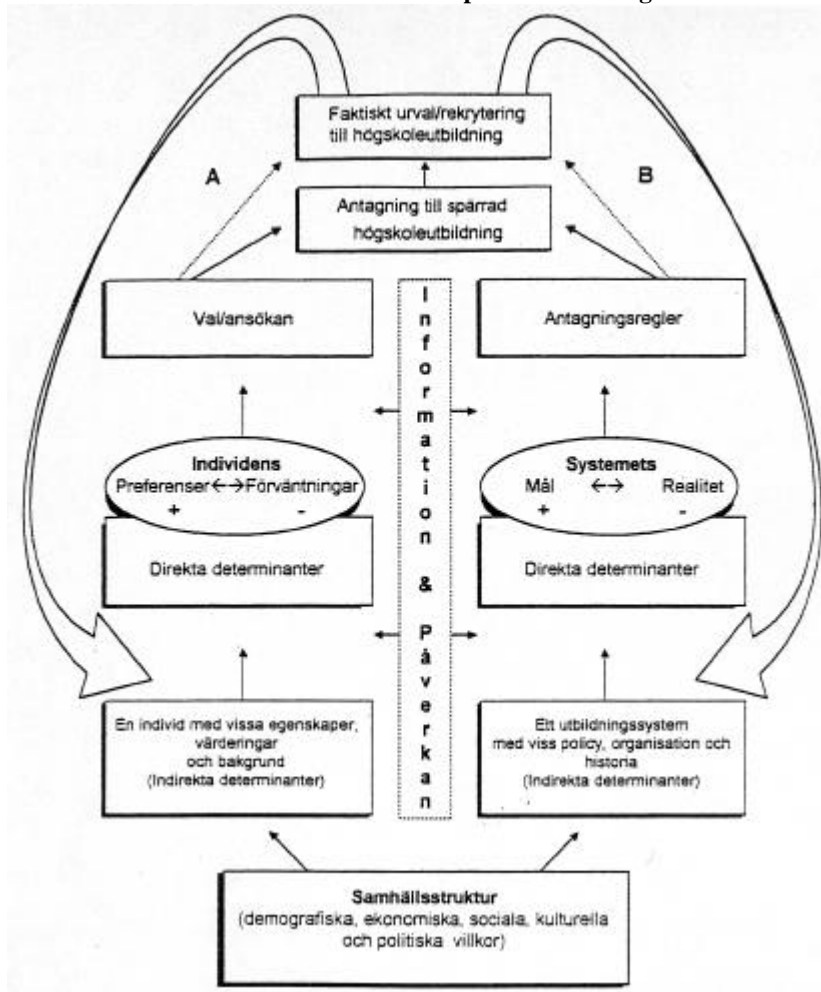 Faktiskt urval/rekrytering
till högskoleutbildning
A
B
Antagning till spärrad
högskoleutbildning
Val/ansökan
Information & Påverkan
Antagningsregler
Individens
Preferenser ←→ Förväntningar
+ -
Systemets
Mål ←→ Realitet
+ -
Direkta determinanter
Direkta determinanter
En individ med vissa egenskaper,
värderingar
och bakgrund
(Indirekta determinanter)
Ett utbildningssystem
med viss policy, organisation och
historia
(Indirekta determinanter)
Samhällsstruktur
(demografiska, ekonomiska, sociala, kulturella
och politiska villkor)